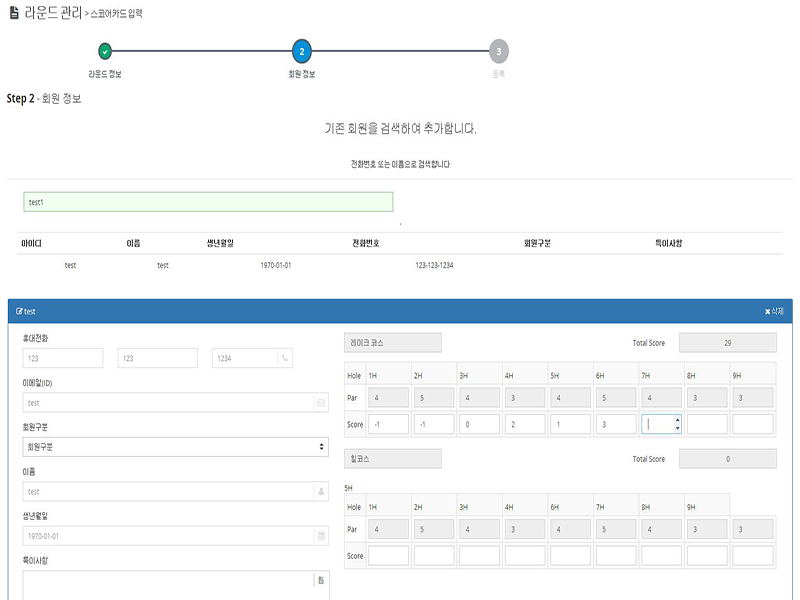 라운드 관리 > 스코어카드 입력
2 3
라운드 정보 회원 정보 등록
Step 2 - 회원 정보
기존 회원을 검색하여 추가합니다.
전화번호 또는 이름으로 검색합니다
test1
아이디 이름 생년월일 전화번호 회원구분 특이사항
test test 1970-01-01 123-123-1234
test ✖ 삭제
휴대전화
123 123 1234
이메일(ID)
test
회원구분
회원구분
이름
test
생년월일
1970-01-01
특이사항
레이크 코스 Total Score 29
Hole 1H 2H 3H 4H 5H 6H 7H 8H 9H
Par 4 5 4 3 4 5 4 3 3
Score -1 -1 0 2 1 3
힐코스 Total Score 0
5H
Hole 1H 2H 3H 4H 6H 7H 8H 9H
Par 4 5 4 3 4 5 4 3 3
Score